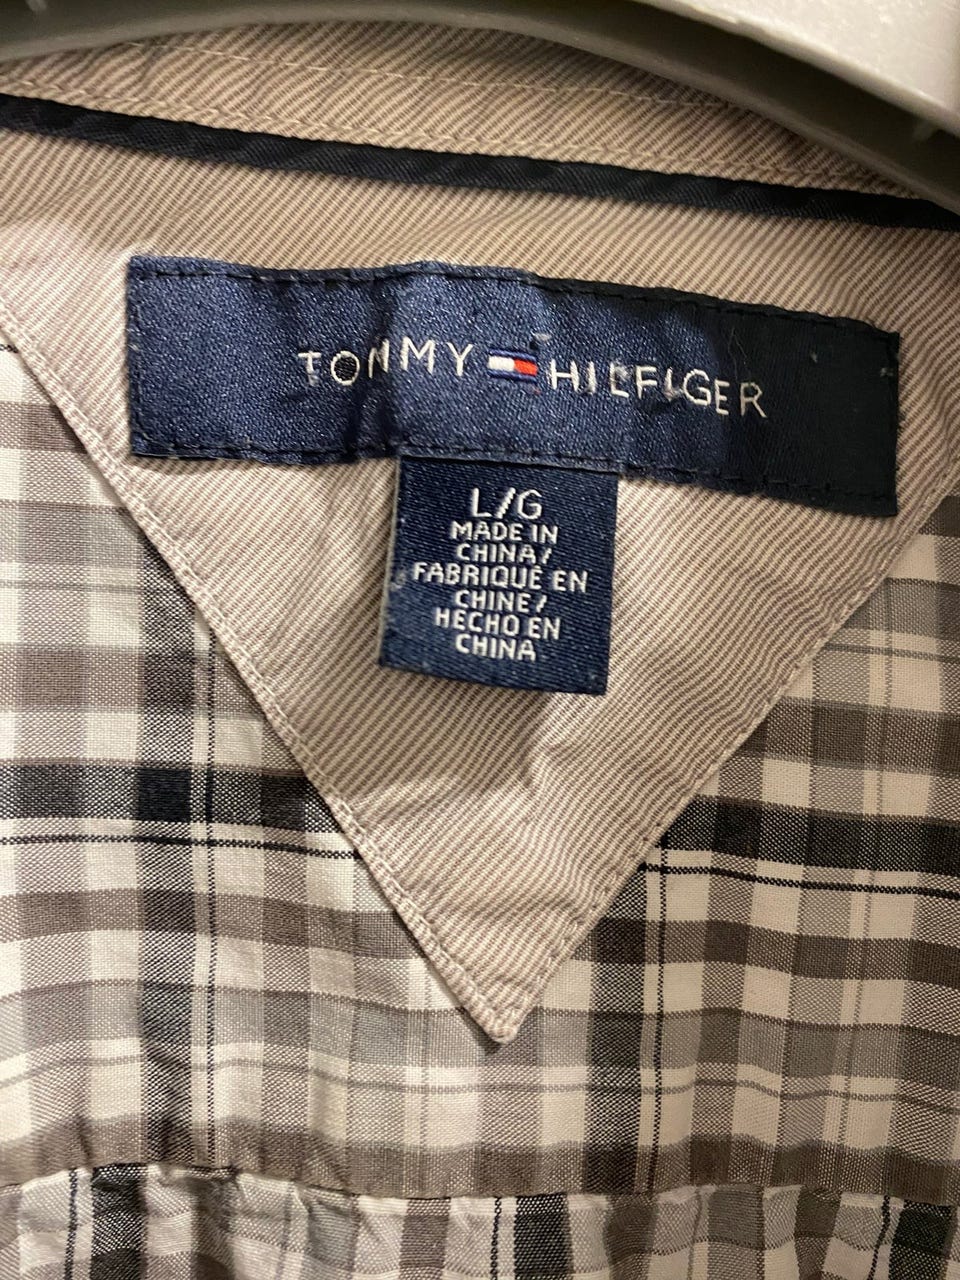 TOMMY HILFIGER
L/G
MADE IN
CHINA/
FABRIQUÉ EN
CHINE/
HECHO EN
CHINA